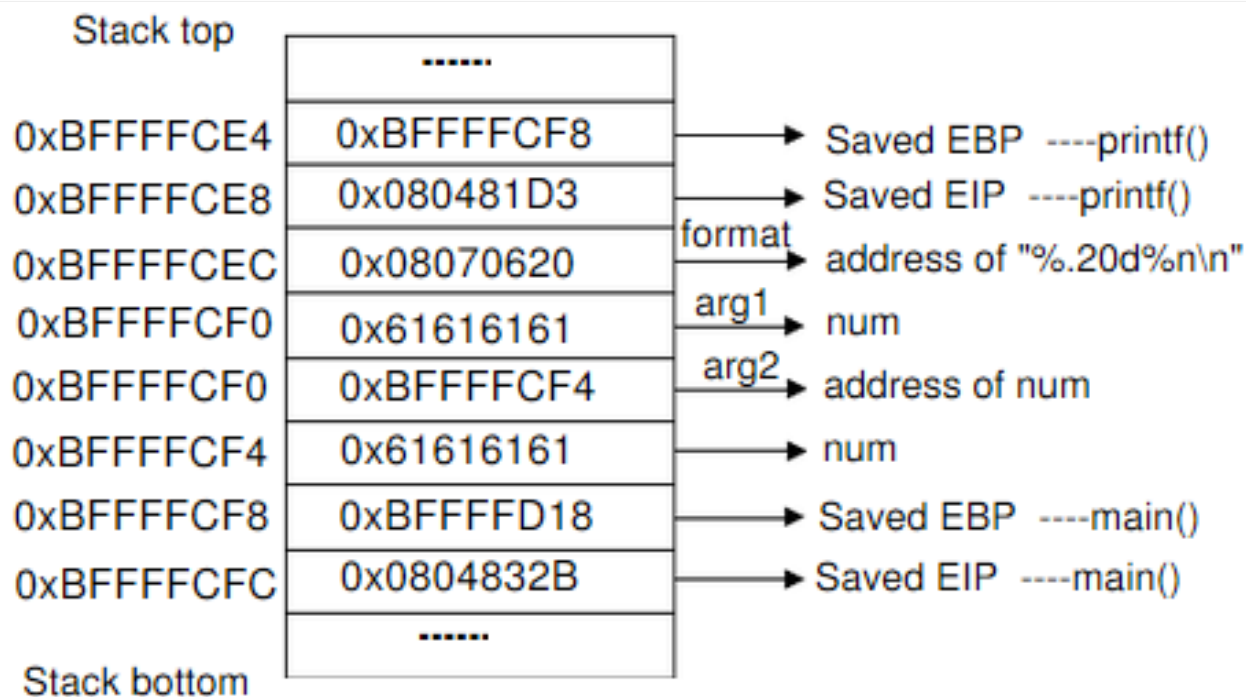 Stack top
------
0xBFFFFCE4 0xBFFFFCF8 Saved EBP ----printf()
0xBFFFFCE8 0x080481D3 Saved EIP ----printf()
0xBFFFFCEC 0x08070620 format address of "%.20d%n\n"
0xBFFFFCF0 0x61616161 arg1 num
0xBFFFFCF0 0xBFFFFCF4 arg2 address of num
0xBFFFFCF4 0x61616161 num
0xBFFFFCF8 0xBFFFFD18 Saved EBP ----main()
0xBFFFFCFC 0x0804832B Saved EIP ----main()
------
Stack bottom